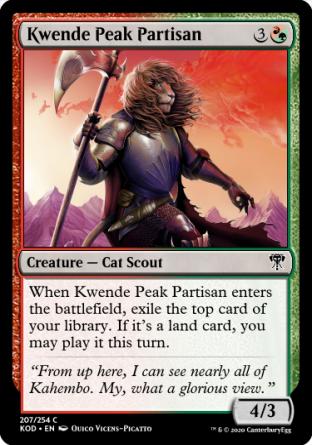 Kwende Peak Partisan 3
Creature — Cat Scout
When Kwende Peak Partisan enters
the battlefield, exile the top card of
your library. If it's a land card, you
may play it this turn.
“From up here, I can see nearly all of
Kahembo. My, what a glorious view.”
4/3
207/254 C
KOD • EN Quico Vicens-Picatto
™ & © 2020 CanterburyEgg